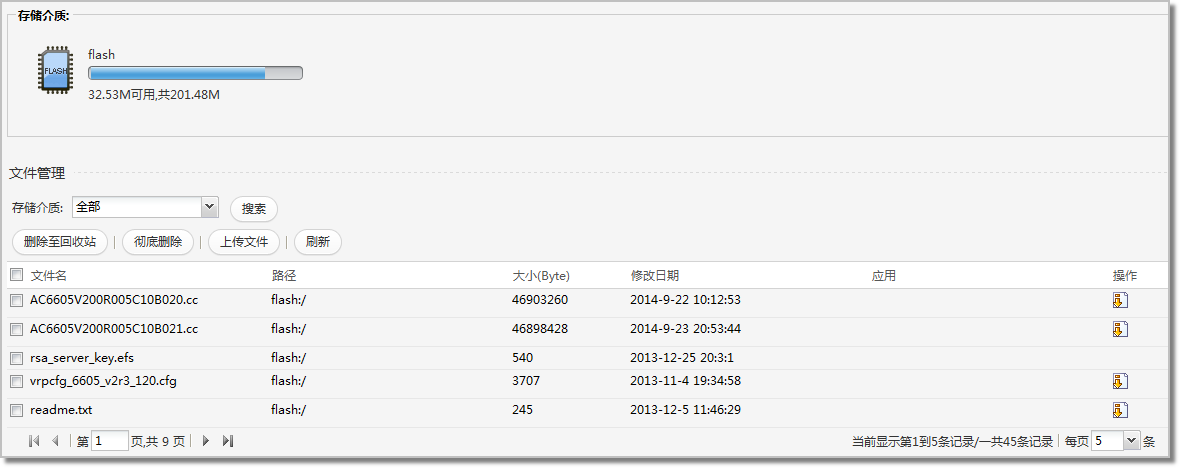 存储介质:
FLASH
flash
32.53M可用,共201.48M
文件管理
存储介质: 全部 搜索
删除至回收站 | 彻底删除 | 上传文件 | 刷新
文件名 路径 大小(Byte) 修改日期 应用 操作
AC6605V200R005C10B020.cc flash:/ 46903260 2014-9-22 10:12:53
AC6605V200R005C10B021.cc flash:/ 46898428 2014-9-23 20:53:44
rsa_server_key.efs flash:/ 540 2013-12-25 20:3:1
vrpcfg_6605_v2r3_120.cfg flash:/ 3707 2013-11-4 19:34:58
readme.txt flash:/ 245 2013-12-5 11:46:29
第 1 页,共 9 页 当前显示第1到5条记录/一共45条记录 | 每页 5 条